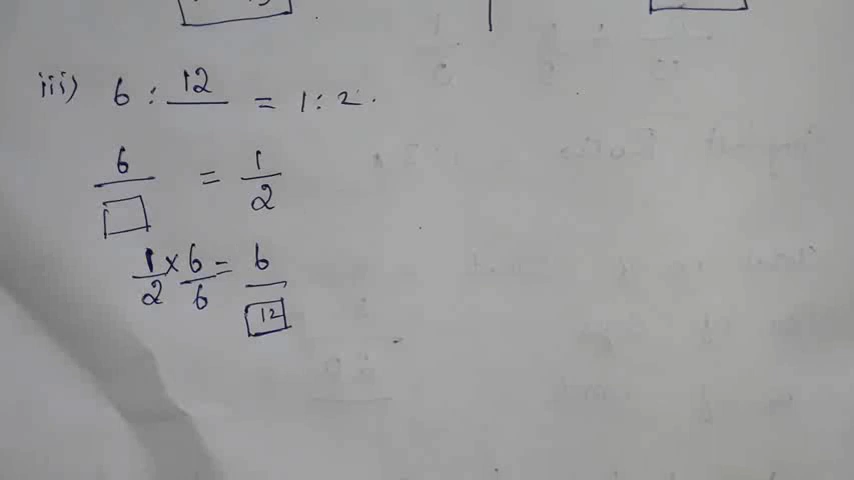 iii) 6 : 12 = 1 : 2.
6/□ = 1/2
1/2 × 6/6 = 6/12